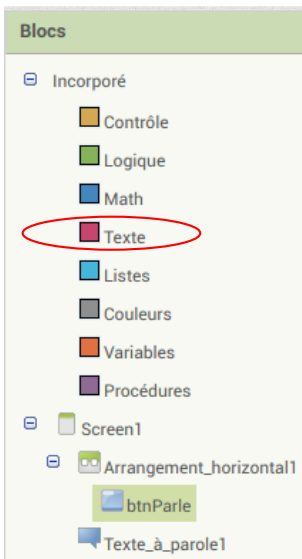 Blocs
Incorporé
Contrôle
Logique
Math
Texte
Listes
Couleurs
Variables
Procédures
Screen1
Arrangement_horizontal1
btnParle
Texte_à_parole1